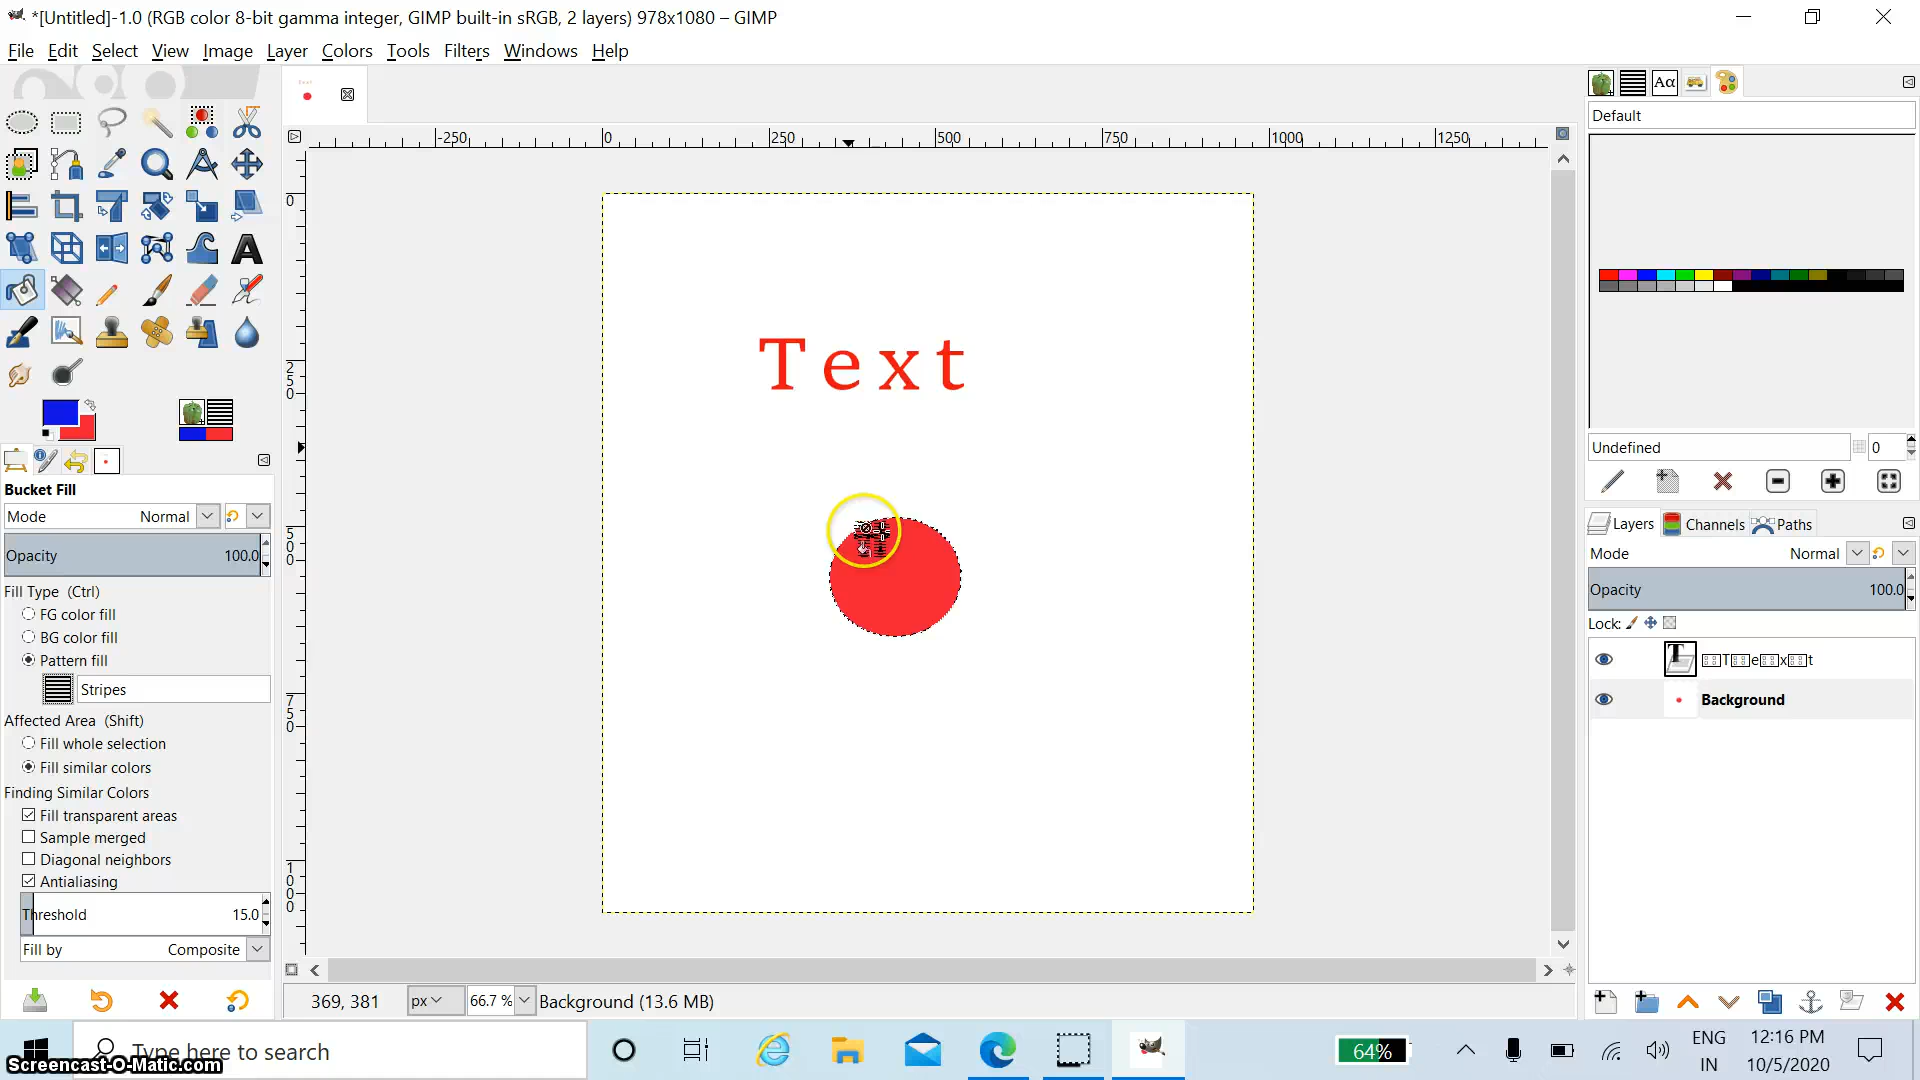 *[Untitled]-1.0 (RGB color 8-bit gamma integer, GIMP built-in sRGB, 2 layers) 978x1080 – GIMP
File Edit Select View Image Layer Colors Tools Filters Windows Help
-250 0 250 500 750 1000 1250
0
250
500
750
1000
Text
Bucket Fill
Mode Normal
Opacity 100.0
Fill Type (Ctrl)
FG color fill
BG color fill
Pattern fill
Stripes
Affected Area (Shift)
Fill whole selection
Fill similar colors
Finding Similar Colors
Fill transparent areas
Sample merged
Diagonal neighbors
Antialiasing
Threshold 15.0
Fill by Composite
369, 381 px 66.7 % Background (13.6 MB)
Aα
Default
Undefined 0
Layers Channels Paths
Mode Normal
Opacity 100.0
Lock:
T e x t
Background
Type here to search
64%
ENG
IN
12:16 PM
10/5/2020
Screencast-O-Matic.com